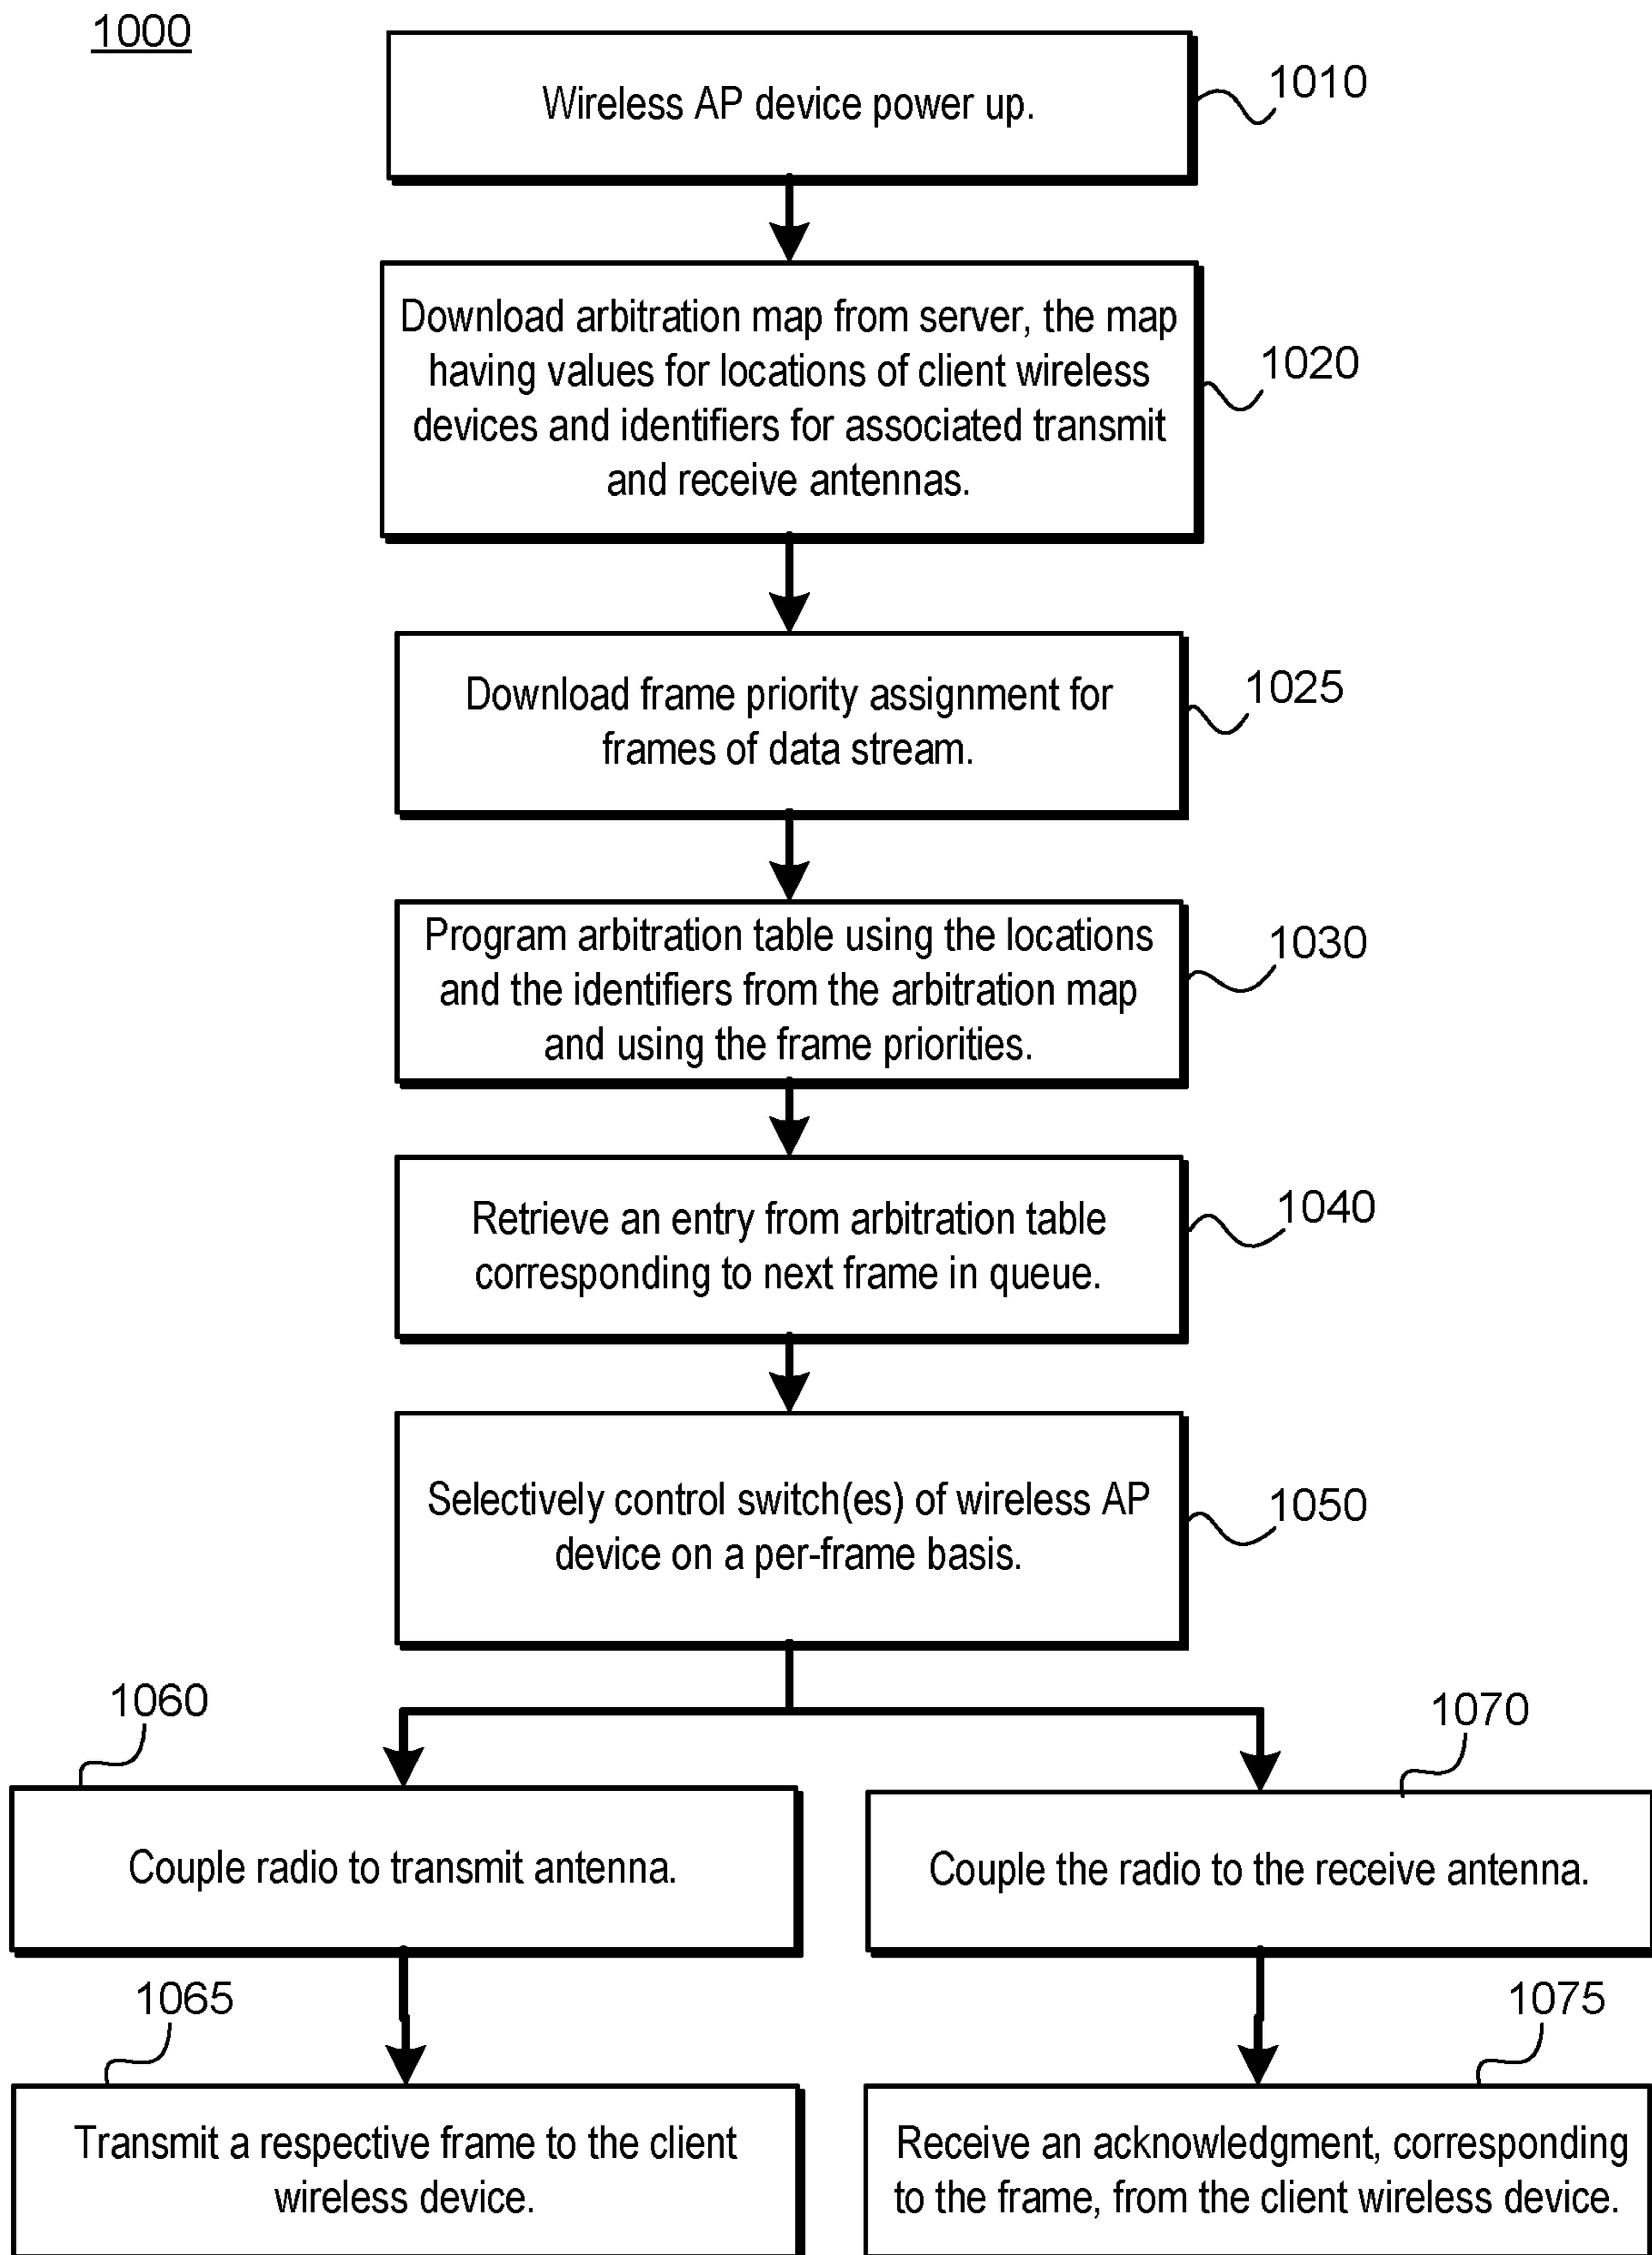 1000
Wireless AP device power up.
1010
Download arbitration map from server, the map
having values for locations of client wireless
devices and identifiers for associated transmit
and receive antennas.
1020
Download frame priority assignment for
frames of data stream.
1025
Program arbitration table using the locations
and the identifiers from the arbitration map
and using the frame priorities.
1030
Retrieve an entry from arbitration table
corresponding to next frame in queue.
1040
Selectively control switch(es) of wireless AP
device on a per-frame basis.
1050
1060
Couple radio to transmit antenna.
1070
Couple the radio to the receive antenna.
1065
Transmit a respective frame to the client
wireless device.
1075
Receive an acknowledgment, corresponding
to the frame, from the client wireless device.